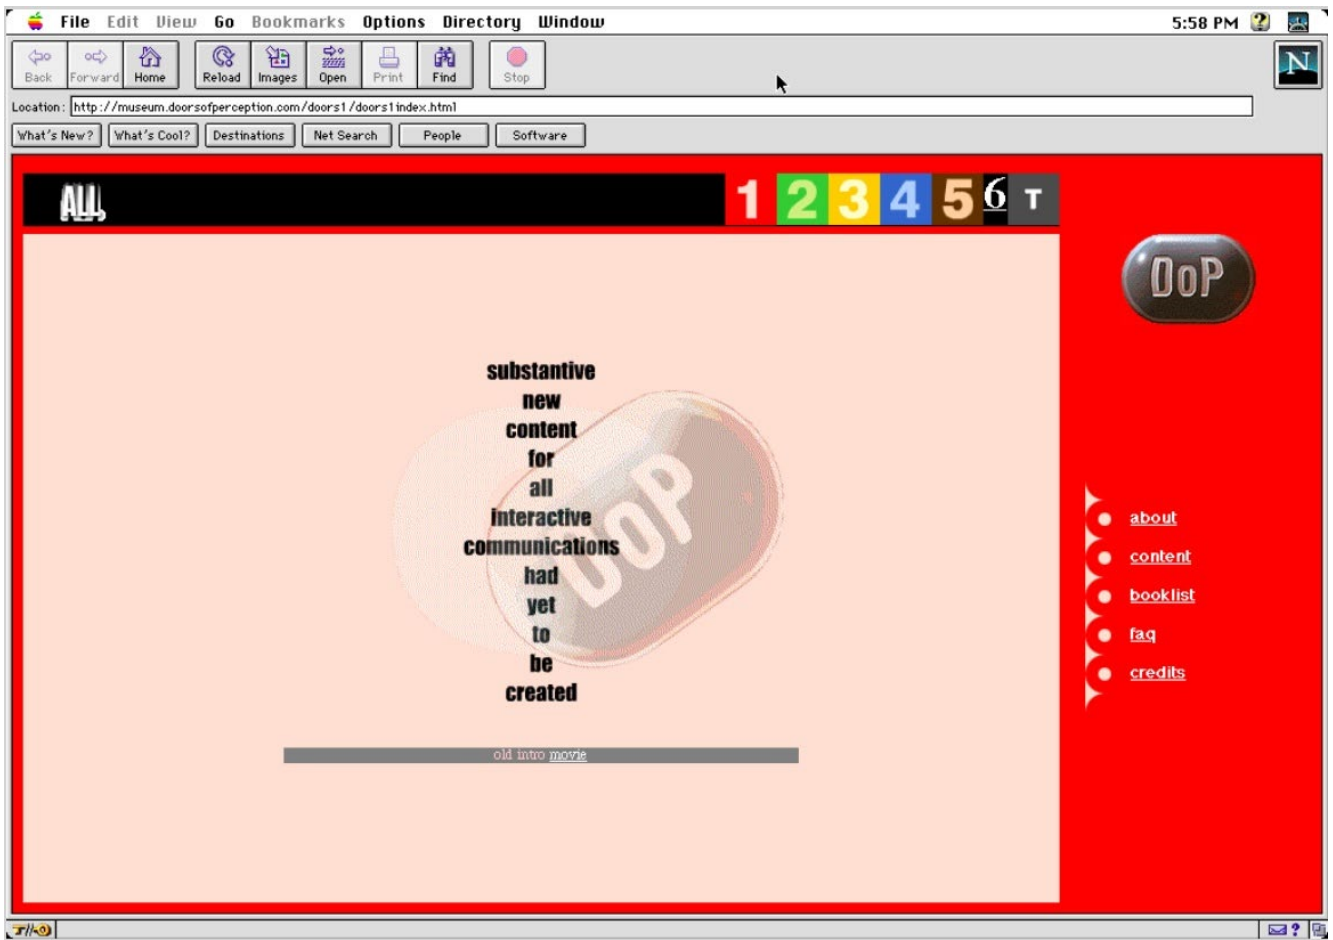 File Edit View Go Bookmarks Options Directory Window 5:58 PM
Back Forward Home Reload Images Open Print Find Stop N
Location: http://museum.doorsofperception.com/doors1/doors1index.html
What's New? What's Cool? Destinations Net Search People Software
ALL, 1 2 3 4 5 6 T
DoP
substantive
new
content
for
all
interactive
communications
had
yet
to
be
created
DoP
old intro movie
about
content
booklist
faq
credits
?